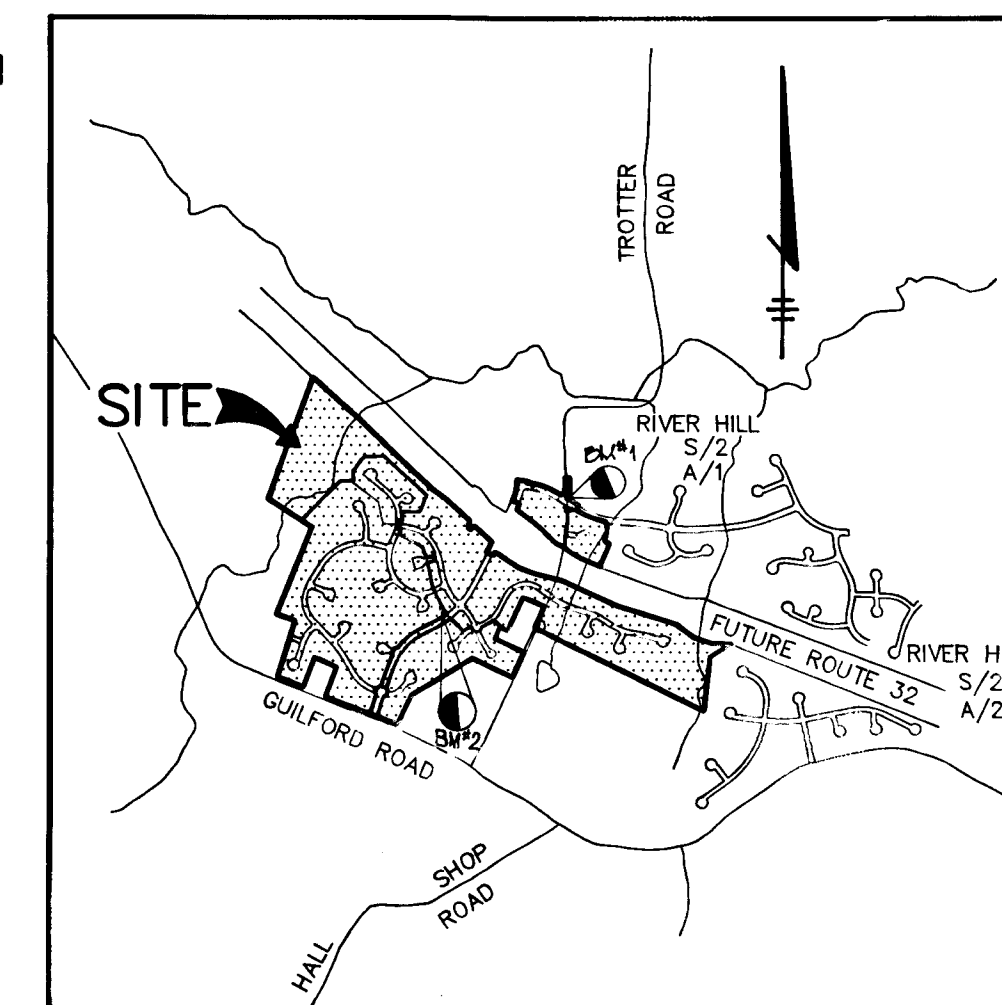 TROTTER
ROAD
SITE
RIVER HILL
S/2
A/1
BM#1
FUTURE ROUTE 32
RIVER H
S/2
A/2
GUILFORD ROAD
BM#2
SHOP
ROAD
HALL